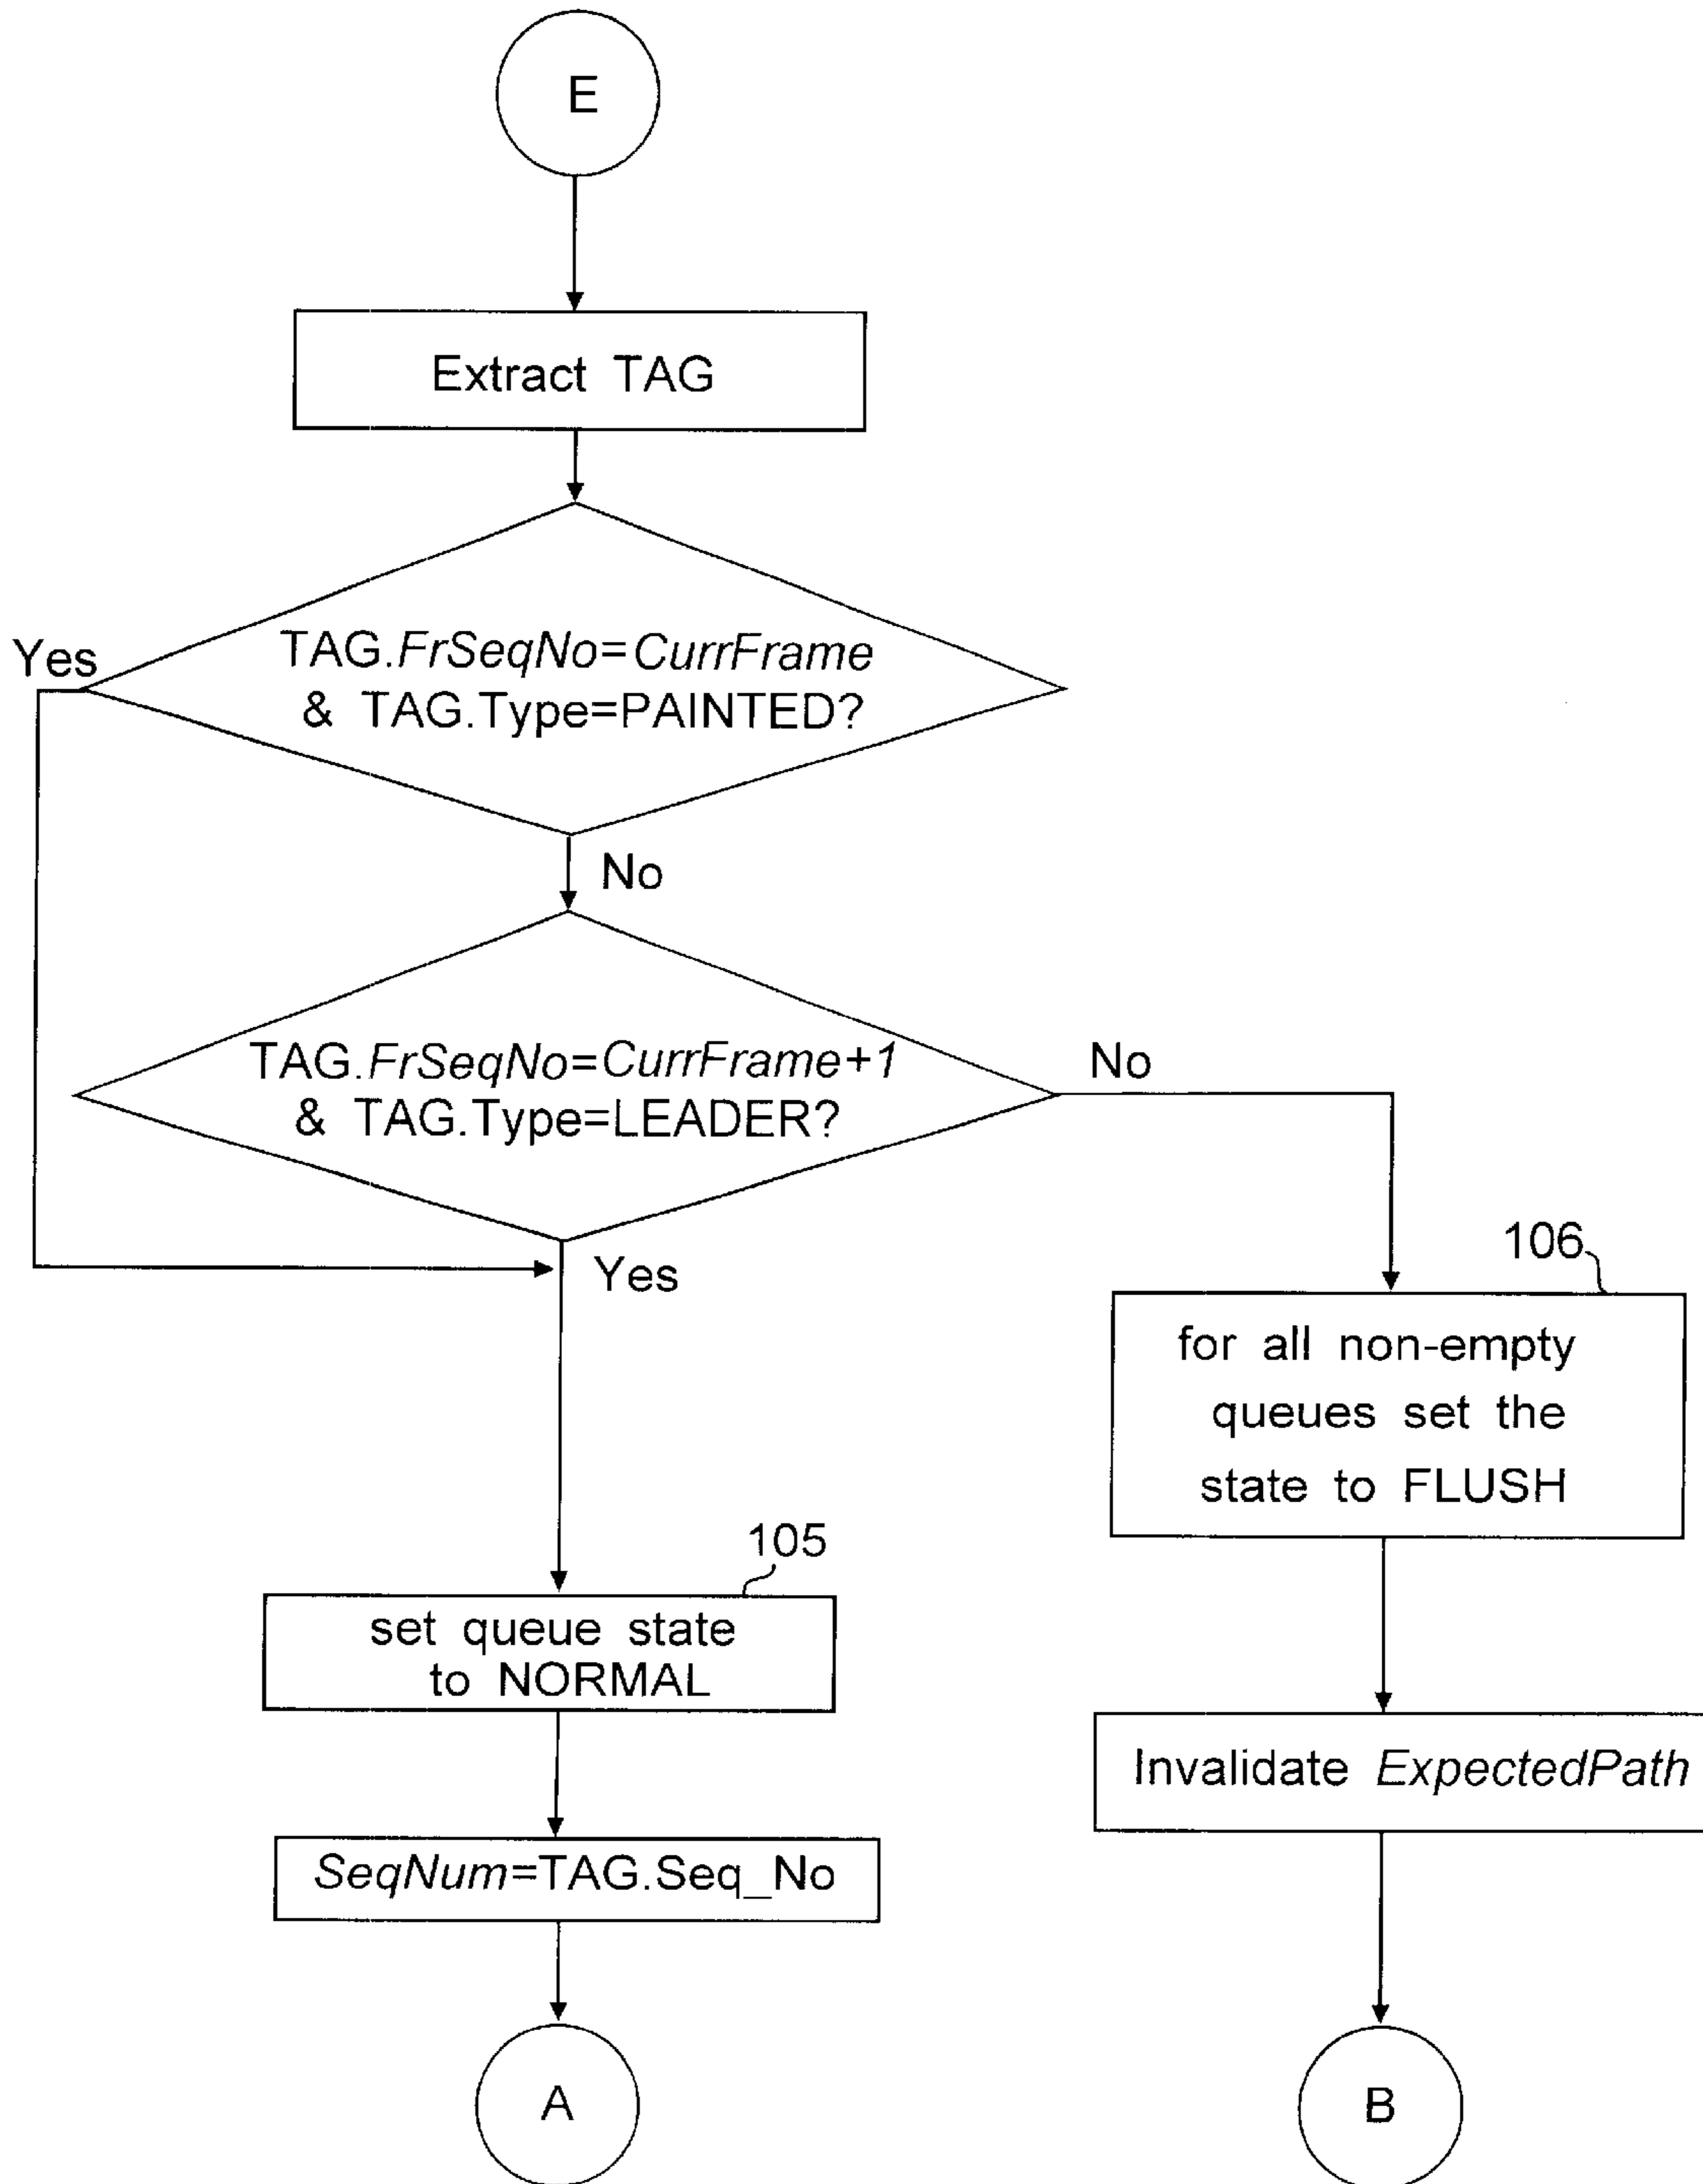 E
Extract TAG
Yes
TAG.FrSeqNo=CurrFrame
& TAG.Type=PAINTED?
No
TAG.FrSeqNo=CurrFrame+1
& TAG.Type=LEADER?
No
Yes
106
for all non-empty
queues set the
state to FLUSH
105
set queue state
to NORMAL
Invalidate ExpectedPath
SeqNum=TAG.Seq_No
A
B